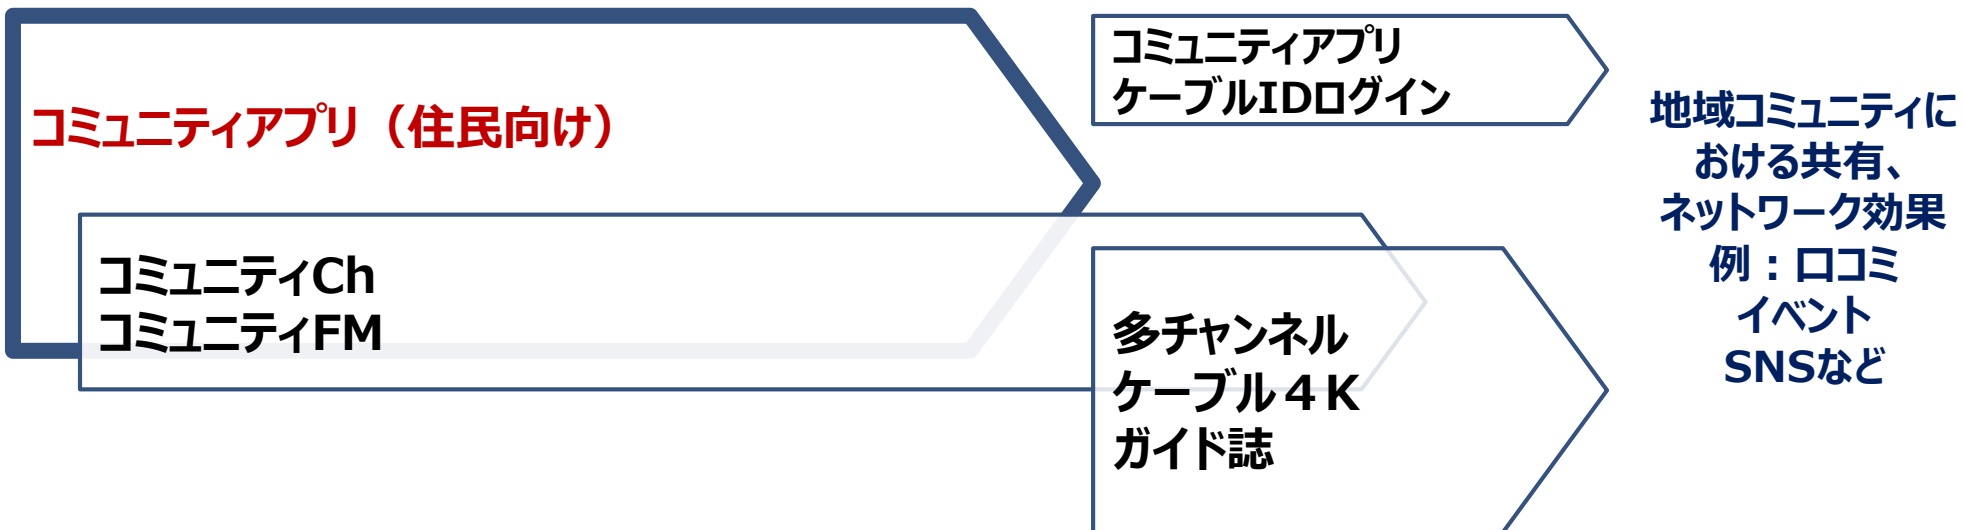 コミュニティアプリ（住民向け）
コミュニティCh
コミュニティFM
コミュニティアプリ
ケーブルIDログイン
多チャンネル
ケーブル４Ｋ
ガイド誌
地域コミュニティに
おける共有、
ネットワーク効果
例：口コミ
イベント
SNSなど